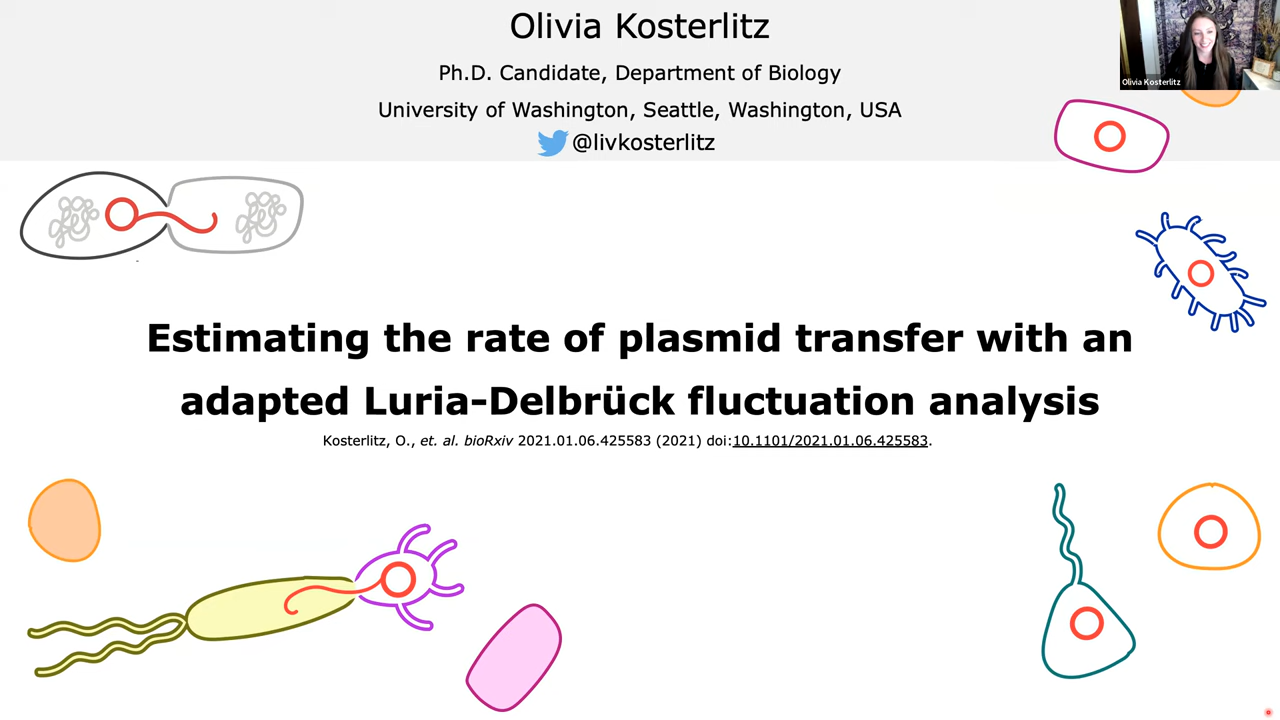 Olivia Kosterlitz
Ph.D. Candidate, Department of Biology
University of Washington, Seattle, Washington, USA
@livkosterlitz
Olivia Kosterlitz
Estimating the rate of plasmid transfer with an
adapted Luria-Delbrück fluctuation analysis
Kosterlitz, O., et. al. bioRxiv 2021.01.06.425583 (2021) doi:10.1101/2021.01.06.425583.